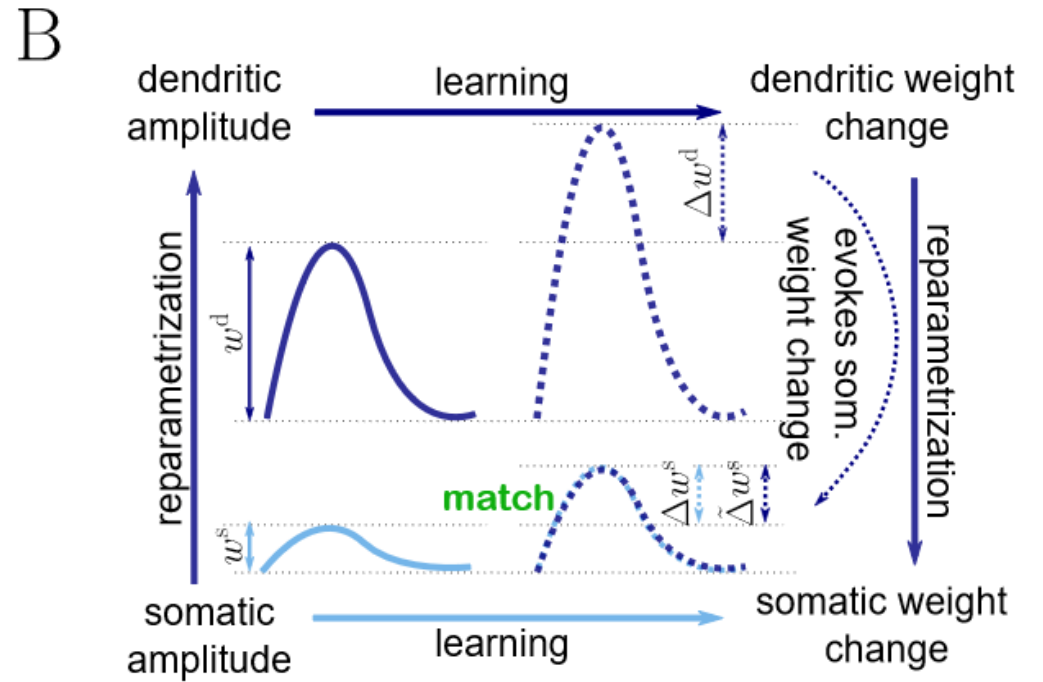 B
dendritic
amplitude
learning
dendritic weight
change
Δw^d
w^d
reparametrization
evokes som.
weight change
reparametrization
match
Δw^s
Δ̃w^s
w^s
somatic
amplitude
learning
somatic weight
change